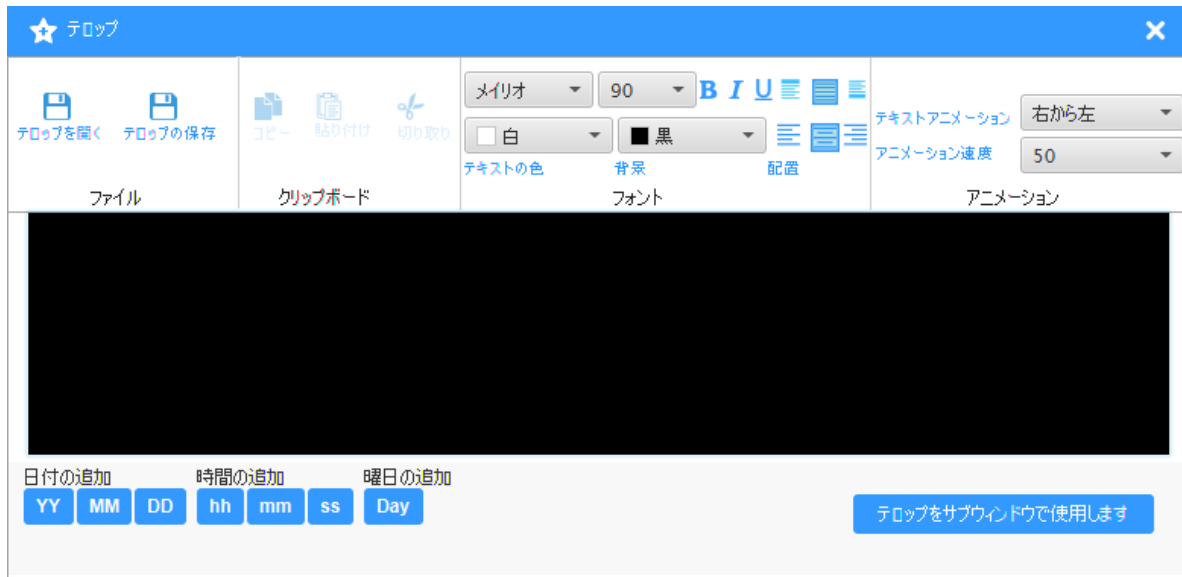 テロップ
テロップを開く テロップの保存
コピー 貼り付け 切り取り
メイリオ 90 B I U
白 黒
テキストの色 背景 配置
テキストアニメーション 右から左
アニメーション速度 50
ファイル クリップボード フォント アニメーション
日付の追加 時間の追加 曜日の追加
YY MM DD hh mm ss Day
テロップをサブウィンドウで使用します